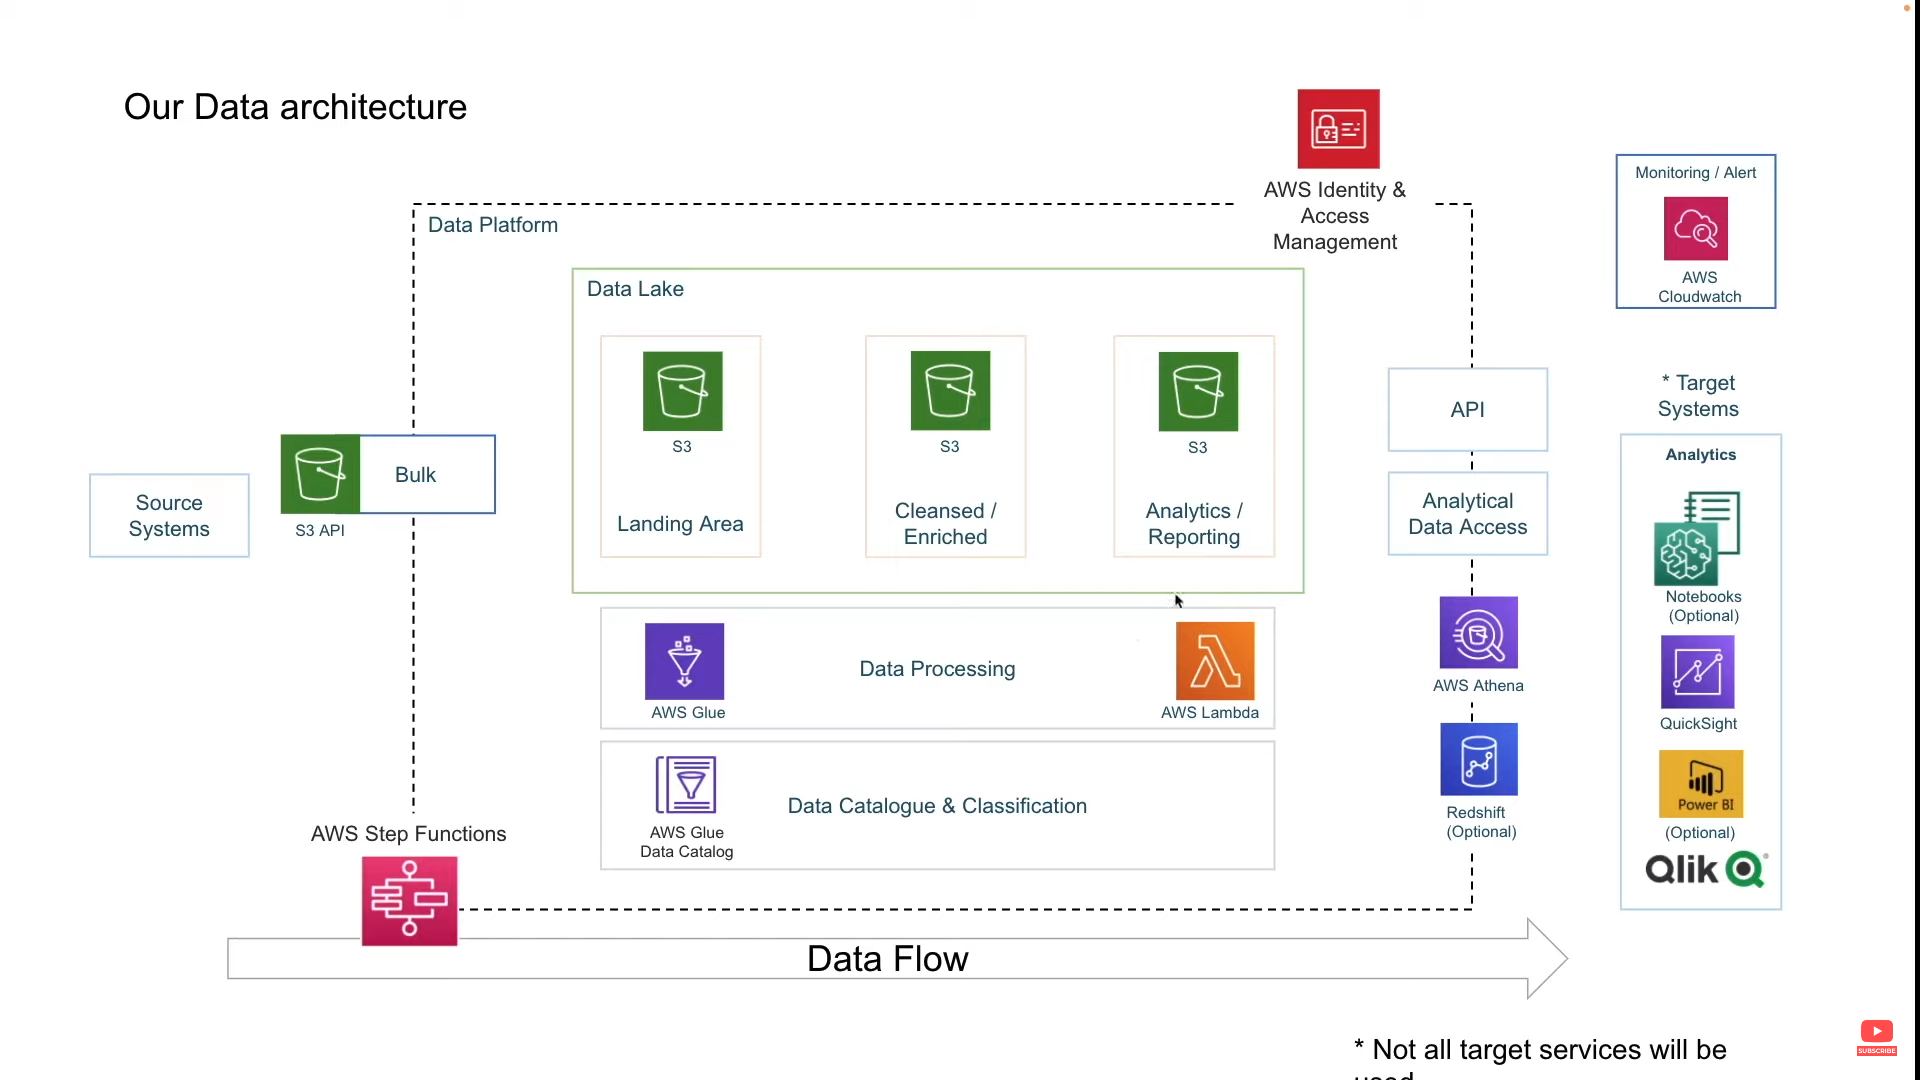 Our Data architecture
AWS Identity &
Access
Management
Monitoring / Alert
AWS
Cloudwatch
Data Platform
Data Lake
S3
Landing Area
S3
Cleansed /
Enriched
S3
Analytics /
Reporting
Source
Systems
Bulk
S3 API
API
Analytical
Data Access
* Target
Systems
Analytics
Notebooks
(Optional)
QuickSight
Power BI
(Optional)
Qlik
AWS Glue
Data Processing
AWS Lambda
AWS Athena
AWS Glue
Data Catalog
Data Catalogue & Classification
Redshift
(Optional)
AWS Step Functions
Data Flow
* Not all target services will be
SUBSCRIBE